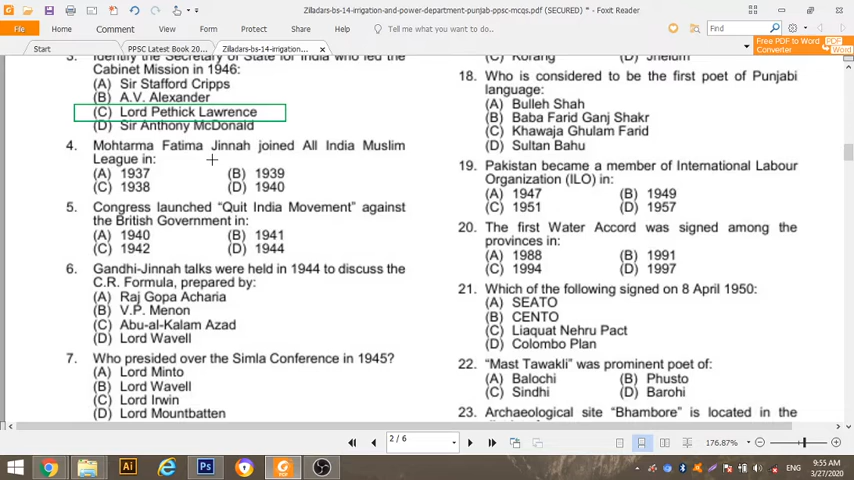 Zilladars-bs-14-irrigation-and-power-department-punjab-ppsc-mcqs.pdf (SECURED) * - Foxit Reader
File
Home
Comment
View
Form
Protect
Share
Help
Tell me what you want to do...
Find
Start
PPSC Latest Book 20...
Zilladars-bs-14-irrigation-...
Free PDF to Word
Converter
3. Identify the Secretary of State for India who led the
Cabinet Mission in 1946:
(A) Sir Stafford Cripps
(B) A.V. Alexander
(C) Lord Pethick Lawrence
(D) Sir Anthony McDonald
4. Mohtarma Fatima Jinnah joined All India Muslim
League in:
(A) 1937 (B) 1939
(C) 1938 (D) 1940
5. Congress launched “Quit India Movement” against
the British Government in:
(A) 1940 (B) 1941
(C) 1942 (D) 1944
6. Gandhi-Jinnah talks were held in 1944 to discuss the
C.R. Formula, prepared by:
(A) Raj Gopa Acharia
(B) V.P. Menon
(C) Abu-al-Kalam Azad
(D) Lord Wavell
7. Who presided over the Simla Conference in 1945?
(A) Lord Minto
(B) Lord Wavell
(C) Lord Irwin
(D) Lord Mountbatten
(C) Korang (D) Jhelum
18. Who is considered to be the first poet of Punjabi
language:
(A) Bulleh Shah
(B) Baba Farid Ganj Shakr
(C) Khawaja Ghulam Farid
(D) Sultan Bahu
19. Pakistan became a member of International Labour
Organization (ILO) in:
(A) 1947 (B) 1949
(C) 1951 (D) 1957
20. The first Water Accord was signed among the
provinces in:
(A) 1988 (B) 1991
(C) 1994 (D) 1997
21. Which of the following signed on 8 April 1950:
(A) SEATO
(B) CENTO
(C) Liaquat Nehru Pact
(D) Colombo Plan
22. “Mast Tawakli” was prominent poet of:
(A) Balochi (B) Phusto
(C) Sindhi (D) Barohi
23. Archaeological site “Bhambore” is located in the
2 / 6
176.87%
Ai
Ps
ENG
9:55 AM
3/27/2020